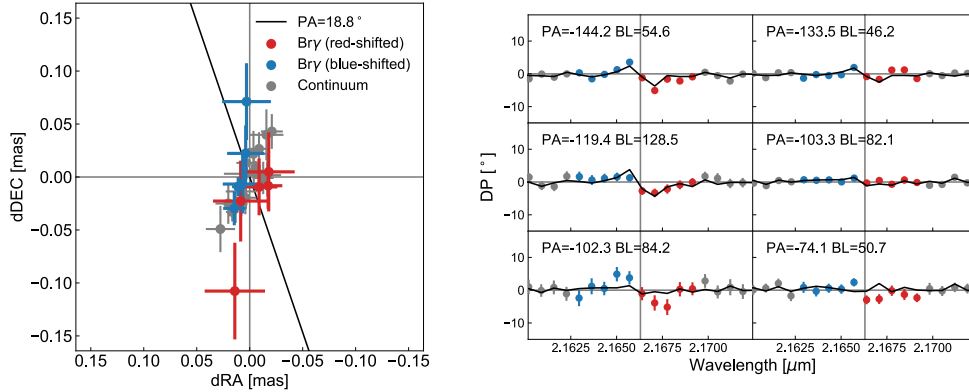 PA=18.8°
Brγ (red-shifted)
Brγ (blue-shifted)
Continuum
0.15
0.10
0.05
0.00
−0.05
−0.10
−0.15
dDEC [mas]
0.15 0.10 0.05 0.00 −0.05 −0.10 −0.15
dRA [mas]
PA=-144.2 BL=54.6
PA=-133.5 BL=46.2
10
0
−10
PA=-119.4 BL=128.5
PA=-103.3 BL=82.1
10
0
−10
PA=-102.3 BL=84.2
PA=-74.1 BL=50.7
10
0
−10
DP [°]
2.1625 2.1650 2.1675 2.1700 2.1625 2.1650 2.1675 2.1700
Wavelength [μm]